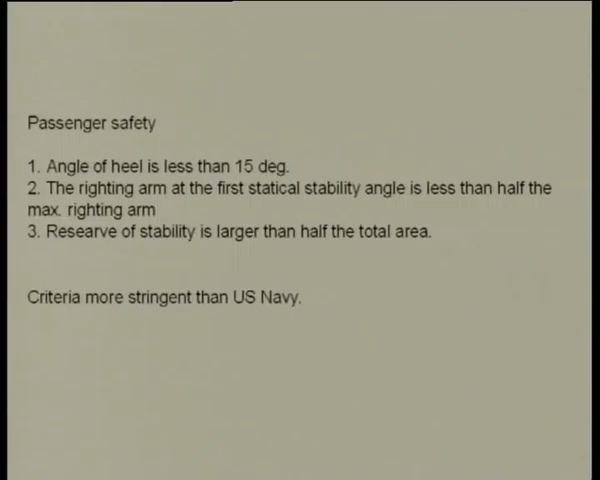 Passenger safety
1. Angle of heel is less than 15 deg.
2. The righting arm at the first statical stability angle is less than half the
max. righting arm
3. Researve of stability is larger than half the total area.
Criteria more stringent than US Navy.